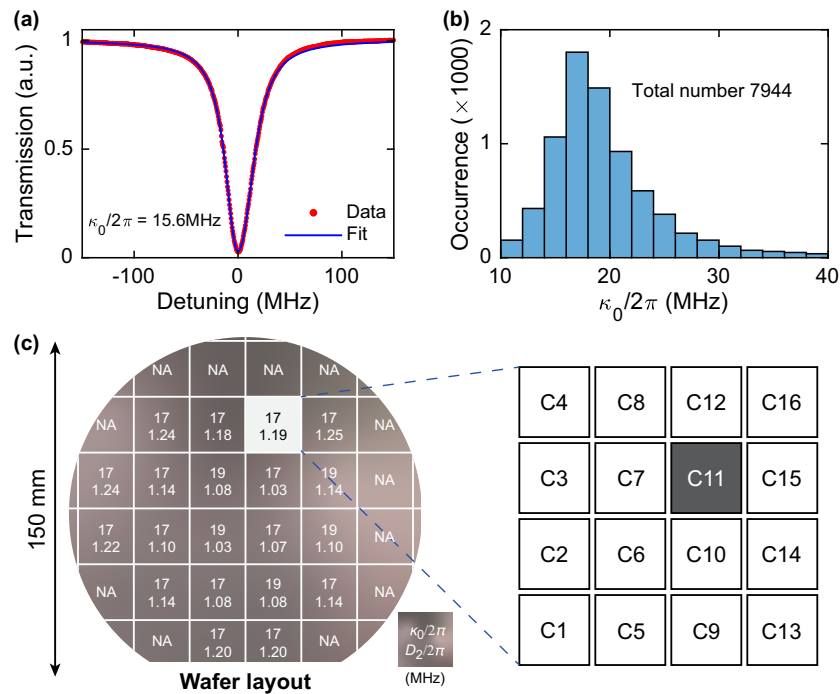 (a)
1
0.5
0
Transmission (a.u.)
κ0/2π = 15.6MHz
Data
Fit
-100 0 100
Detuning (MHz)
(b)
2
1
0
Occurrence (× 1000)
Total number 7944
10 20 30 40
κ0/2π (MHz)
(c)
150 mm
NA NA NA NA
NA 17 17 17 17 NA
1.24 1.18 1.19 1.25
17 17 19 17 19 NA
1.24 1.14 1.08 1.03 1.14
17 17 19 17 19 NA
1.22 1.10 1.03 1.07 1.10
NA 17 17 19 17 NA
1.14 1.08 1.08 1.14
NA 17 17 NA
1.20 1.20
κ0/2π
D2/2π
(MHz)
Wafer layout
C4 C8 C12 C16
C3 C7 C11 C15
C2 C6 C10 C14
C1 C5 C9 C13